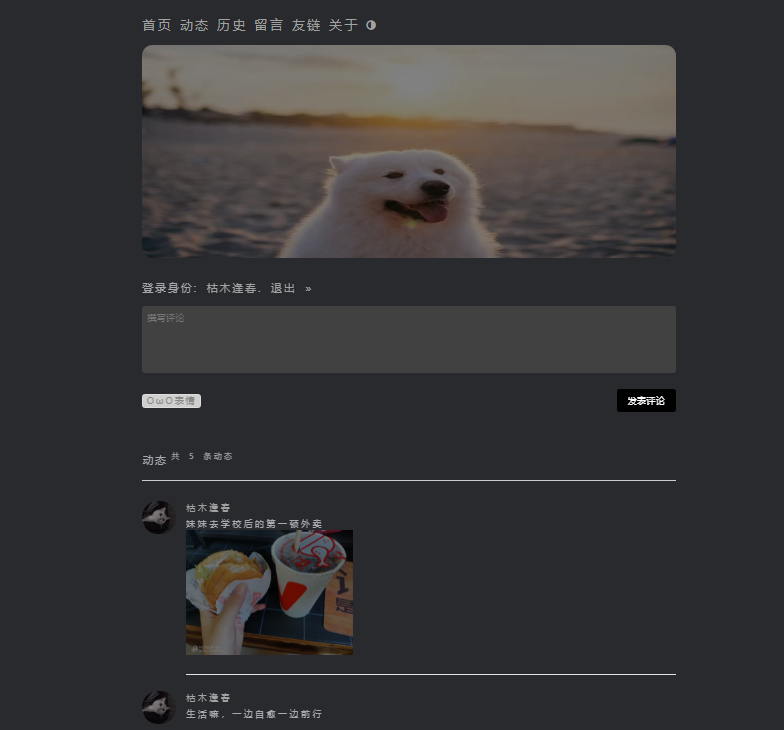 首页 动态 历史 留言 友链 关于
登录身份：枯木逢春. 退出 »
撰写评论
OωO表情
发表评论
动态 共 5 条动态
枯木逢春
妹妹去学校后的第一顿外卖
枯木逢春
生活嘛，一边自愈一边前行